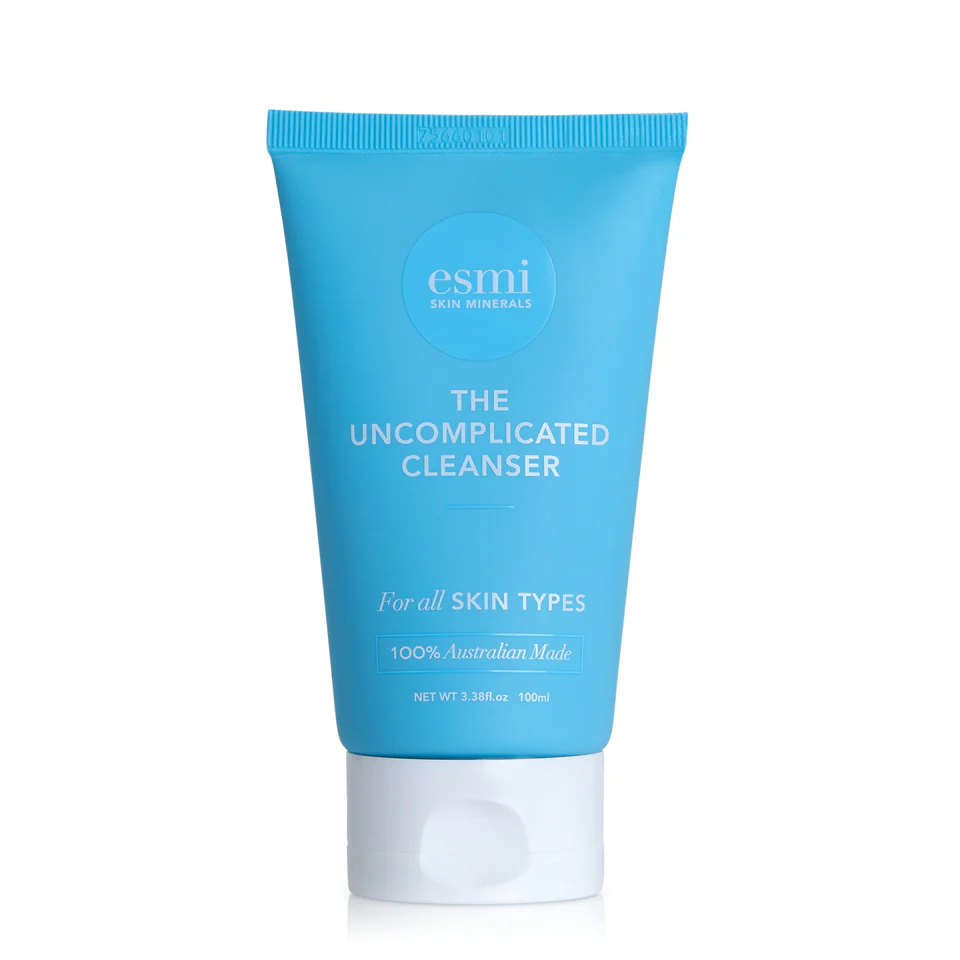 75660101
esmi
SKIN MINERALS
THE
UNCOMPLICATED
CLEANSER
For all SKIN TYPES
100% Australian Made
NET WT 3.38fl.oz 100ml